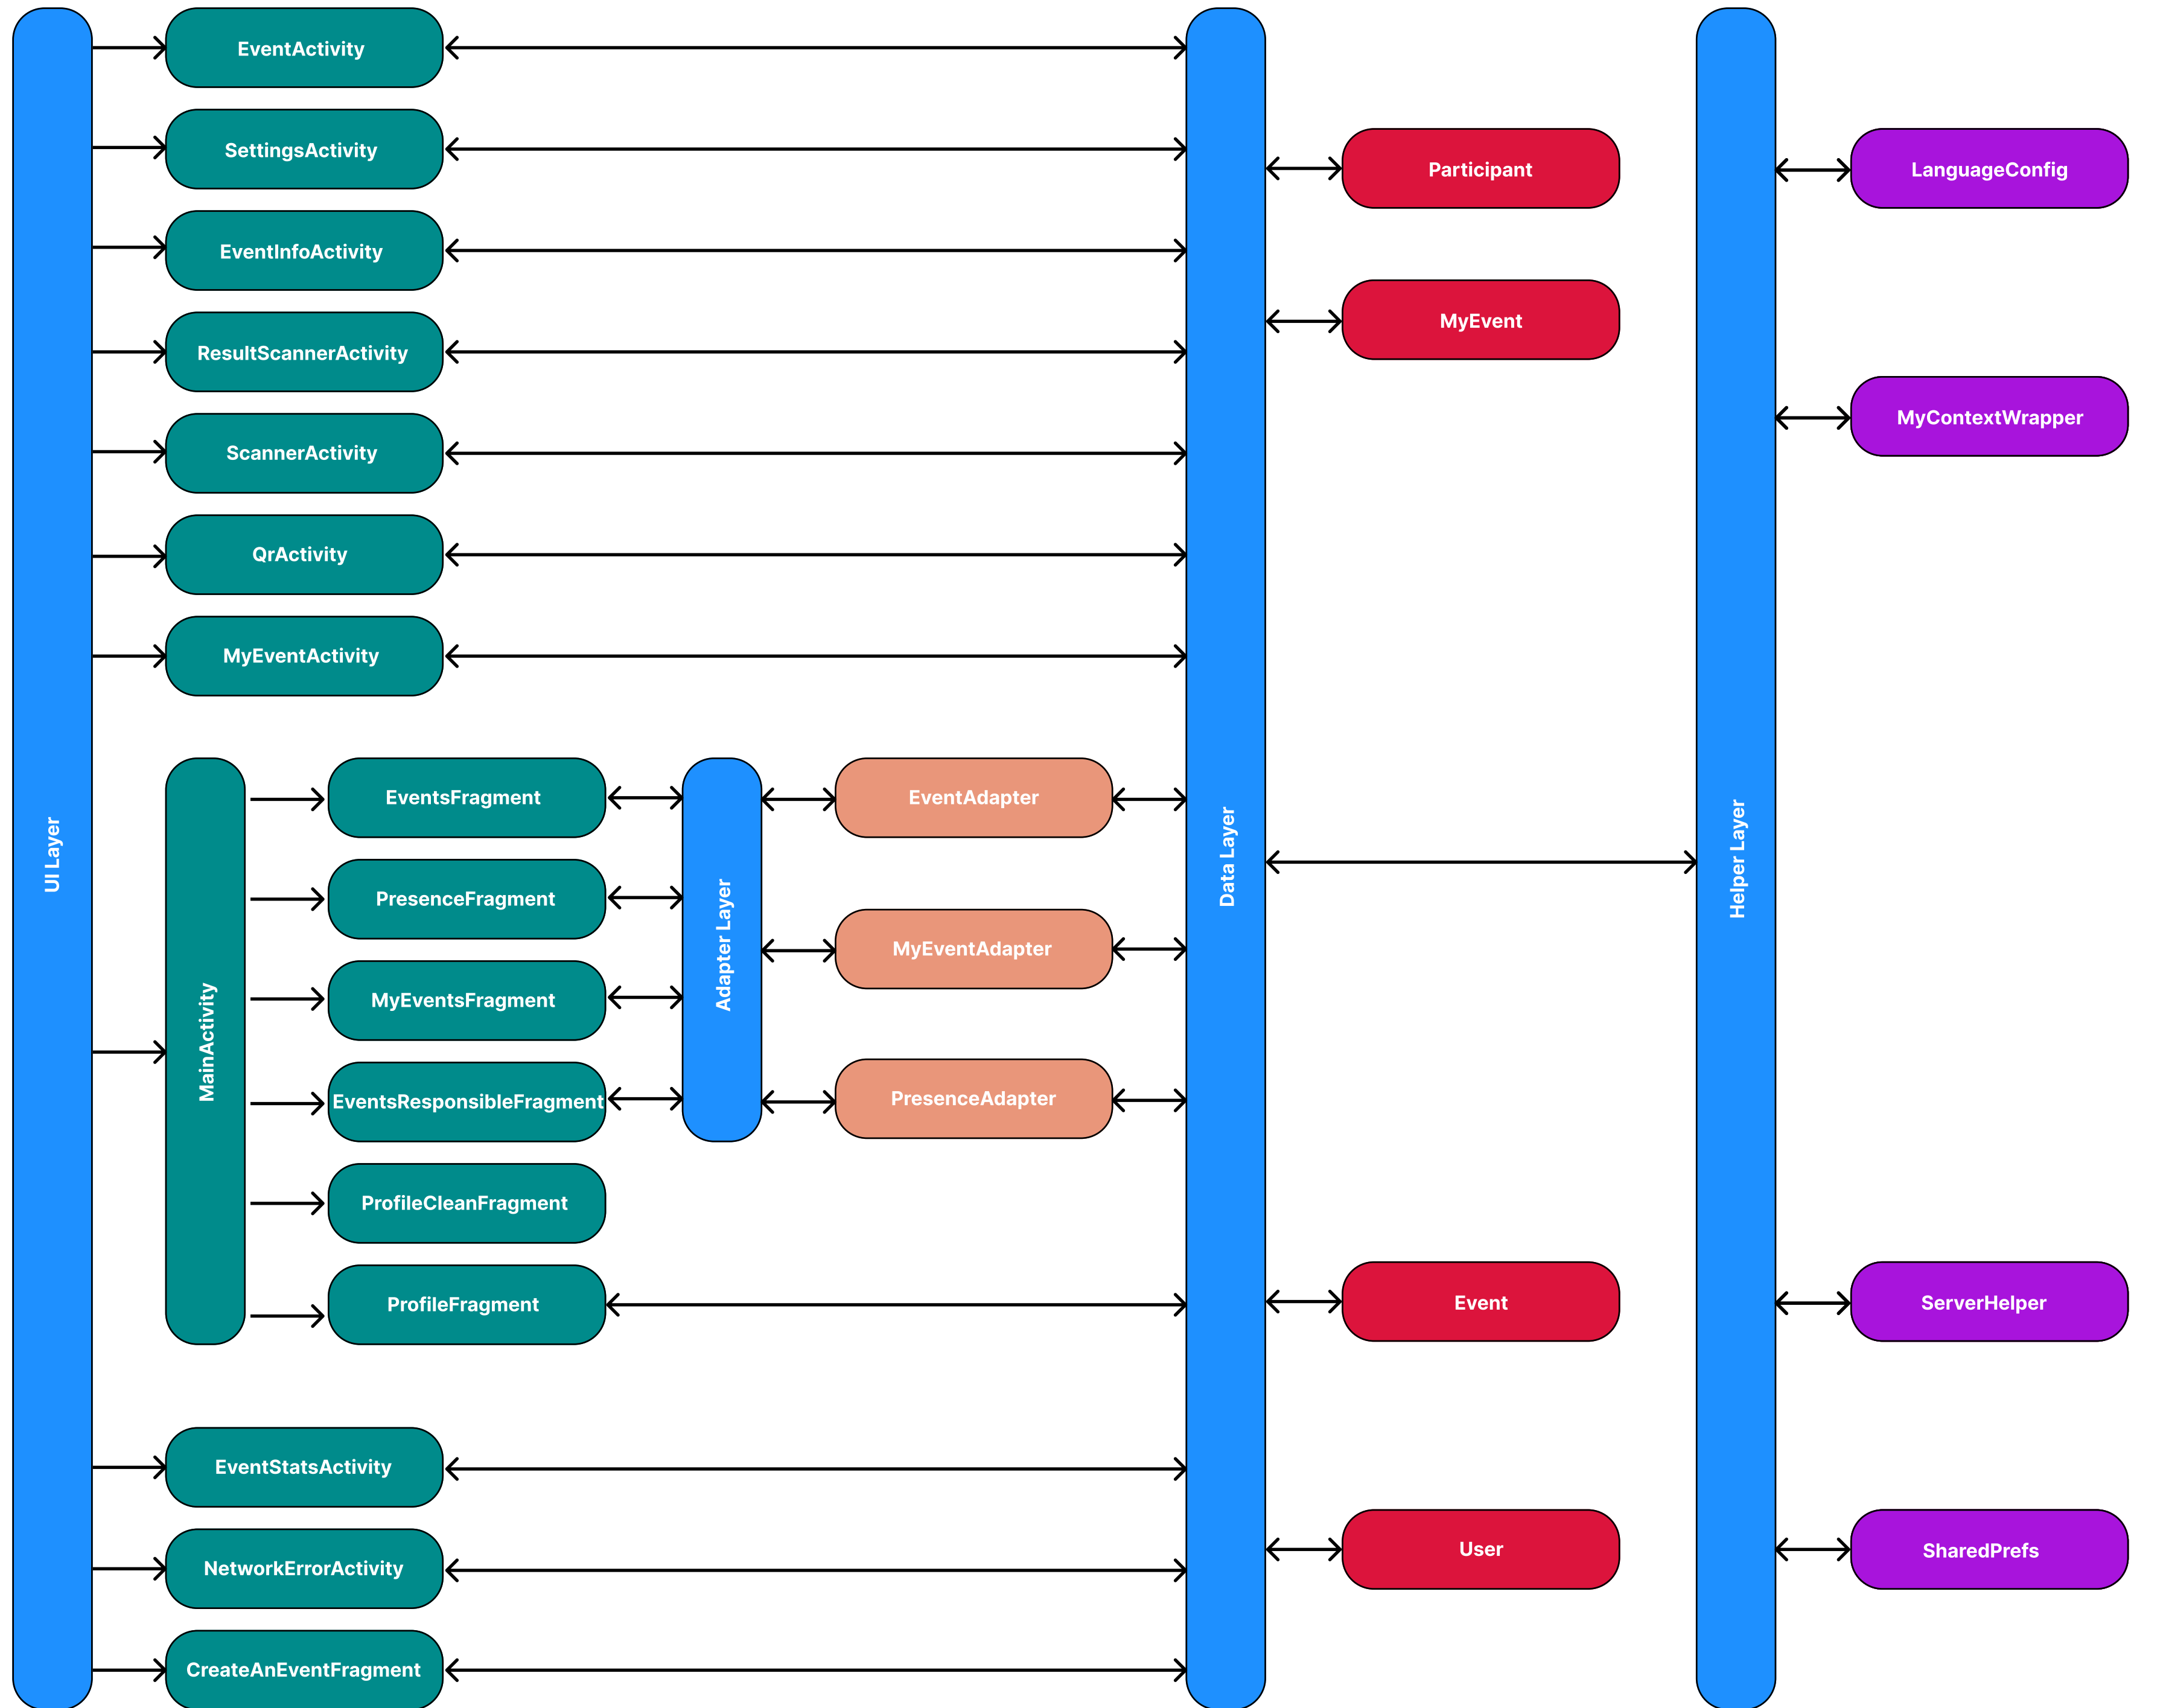 UI Layer
EventActivity
SettingsActivity
EventInfoActivity
ResultScannerActivity
ScannerActivity
QrActivity
MyEventActivity
MainActivity
EventsFragment
PresenceFragment
MyEventsFragment
EventsResponsibleFragment
ProfileCleanFragment
ProfileFragment
EventStatsActivity
NetworkErrorActivity
CreateAnEventFragment
Adapter Layer
EventAdapter
MyEventAdapter
PresenceAdapter
Data Layer
Participant
MyEvent
Event
User
Helper Layer
LanguageConfig
MyContextWrapper
ServerHelper
SharedPrefs